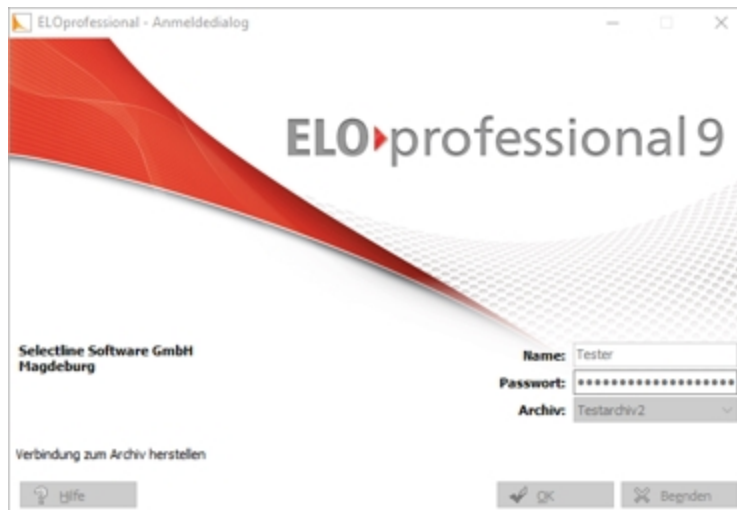 ELOprofessional - Anmeldedialog
ELO professional 9
Selectline Software GmbH
Magdeburg
Name: Tester
Passwort: •••••••••••••••••••
Archiv: Testarchiv2
Verbindung zum Archiv herstellen
Hilfe
OK
Beenden